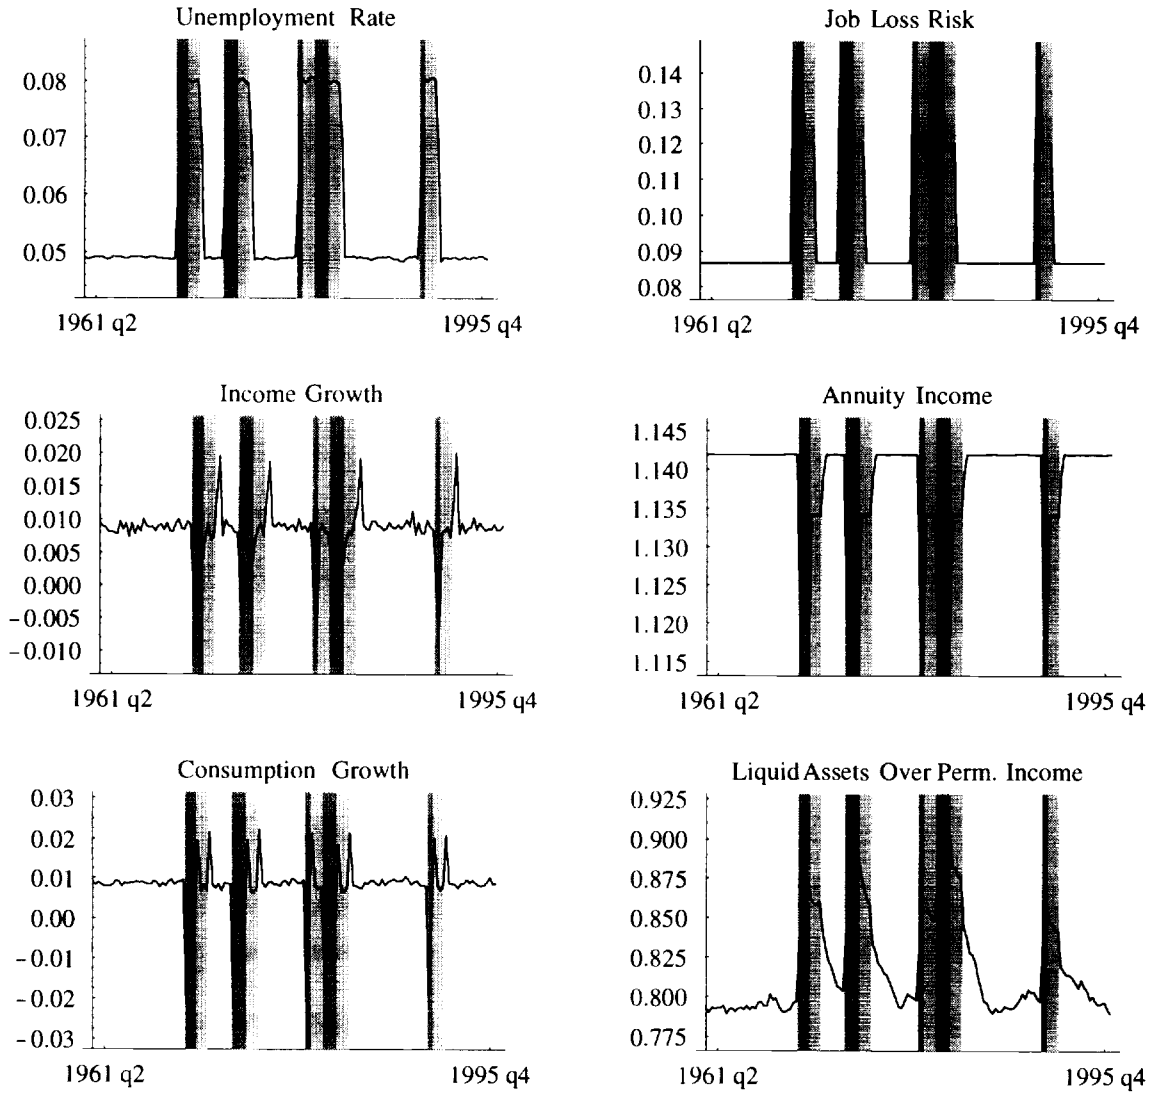 Unemployment Rate
0.08
0.07
0.06
0.05
1961 q2
1995 q4
Job Loss Risk
0.14
0.13
0.12
0.11
0.10
0.09
0.08
1961 q2
1995 q4
Income Growth
0.025
0.020
0.015
0.010
0.005
0.000
-0.005
-0.010
1961 q2
1995 q4
Annuity Income
1.145
1.140
1.135
1.130
1.125
1.120
1.115
1961 q2
1995 q4
Consumption Growth
0.03
0.02
0.01
0.00
-0.01
-0.02
-0.03
1961 q2
1995 q4
Liquid Assets Over Perm. Income
0.925
0.900
0.875
0.850
0.825
0.800
0.775
1961 q2
1995 q4